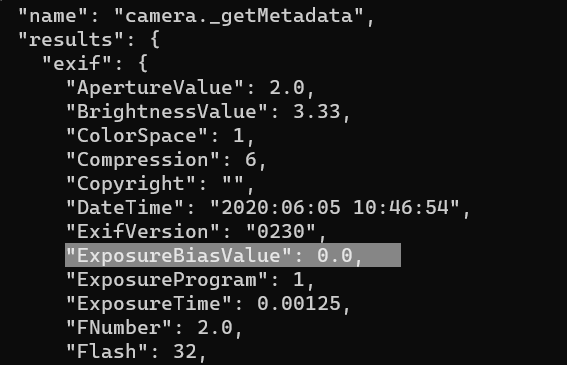 "name": "camera._getMetadata",
"results": {
"exif": {
"ApertureValue": 2.0,
"BrightnessValue": 3.33,
"ColorSpace": 1,
"Compression": 6,
"Copyright": "",
"DateTime": "2020:06:05 10:46:54",
"ExifVersion": "0230",
"ExposureBiasValue": 0.0,
"ExposureProgram": 1,
"ExposureTime": 0.00125,
"FNumber": 2.0,
"Flash": 32,